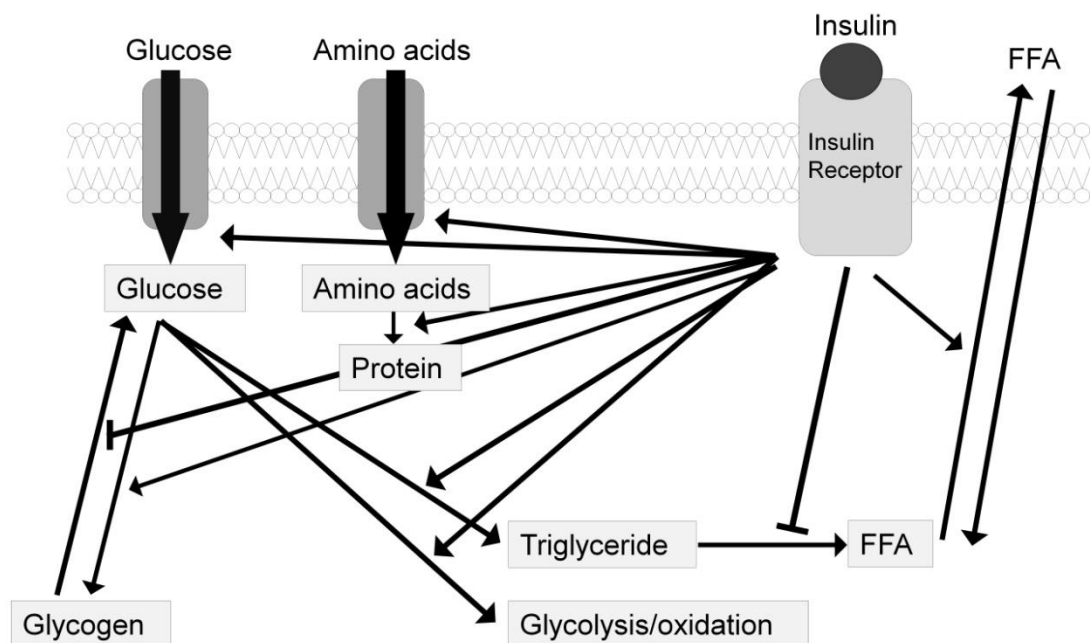 Glucose
Amino acids
Insulin
FFA
Insulin
Receptor
Glucose
Amino acids
Protein
Triglyceride
FFA
Glycogen
Glycolysis/oxidation